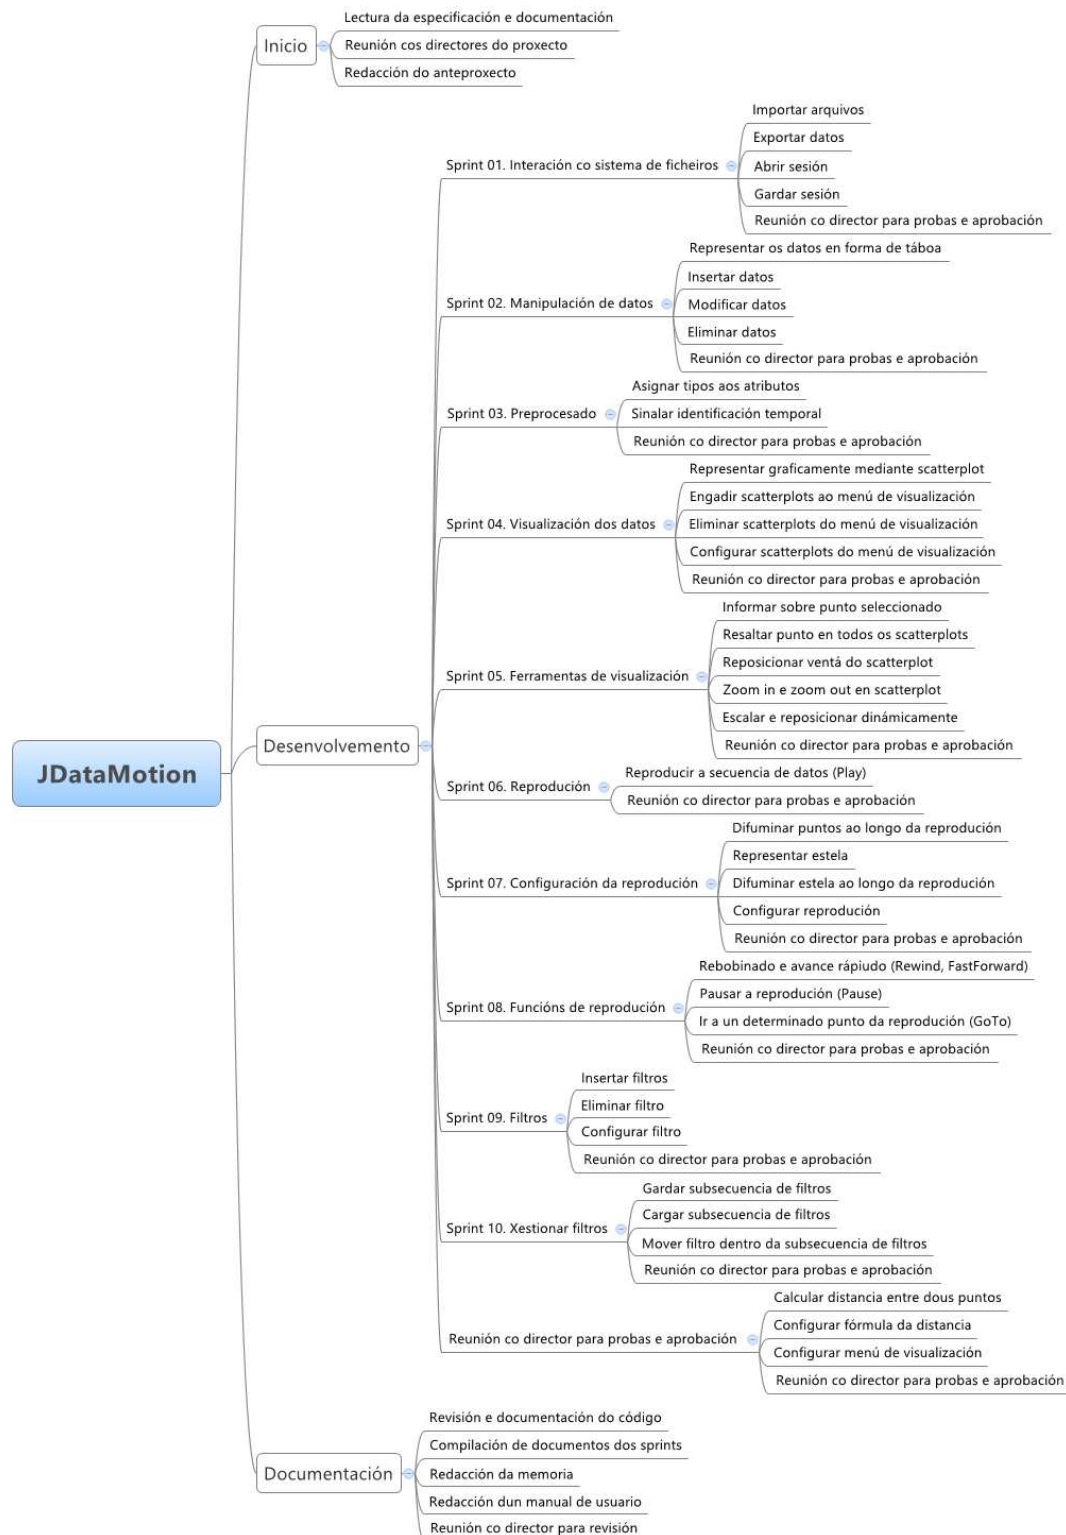 JDataMotion
Inicio
Lectura da especificación e documentación
Reunión cos directores do proxecto
Redacción do anteproxecto
Desenvolvemento
Sprint 01. Interación co sistema de ficheiros
Importar arquivos
Exportar datos
Abrir sesión
Gardar sesión
Reunión co director para probas e aprobación
Sprint 02. Manipulación de datos
Representar os datos en forma de táboa
Insertar datos
Modificar datos
Eliminar datos
Reunión co director para probas e aprobación
Sprint 03. Preprocesado
Asignar tipos aos atributos
Sinalar identificación temporal
Reunión co director para probas e aprobación
Sprint 04. Visualización dos datos
Representar graficamente mediante scatterplot
Engadir scatterplots ao menú de visualización
Eliminar scatterplots do menú de visualización
Configurar scatterplots do menú de visualización
Reunión co director para probas e aprobación
Sprint 05. Ferramentas de visualización
Informar sobre punto seleccionado
Resaltar punto en todos os scatterplots
Reposicionar ventá do scatterplot
Zoom in e zoom out en scatterplot
Escalar e reposicionar dinámicamente
Reunión co director para probas e aprobación
Sprint 06. Reprodución
Reproducir a secuencia de datos (Play)
Reunión co director para probas e aprobación
Sprint 07. Configuración da reprodución
Difuminar puntos ao longo da reprodución
Representar estela
Difuminar estela ao longo da reprodución
Configurar reprodución
Reunión co director para probas e aprobación
Sprint 08. Funcións de reprodución
Rebobinado e avance rápiudo (Rewind, FastForward)
Pausar a reprodución (Pause)
Ir a un determinado punto da reprodución (GoTo)
Reunión co director para probas e aprobación
Sprint 09. Filtros
Insertar filtros
Eliminar filtro
Configurar filtro
Reunión co director para probas e aprobación
Sprint 10. Xestionar filtros
Gardar subsecuencia de filtros
Cargar subsecuencia de filtros
Mover filtro dentro da subsecuencia de filtros
Reunión co director para probas e aprobación
Reunión co director para probas e aprobación
Calcular distancia entre dous puntos
Configurar fórmula da distancia
Configurar menú de visualización
Reunión co director para probas e aprobación
Documentación
Revisión e documentación do código
Compilación de documentos dos sprints
Redacción da memoria
Redacción dun manual de usuario
Reunión co director para revisión